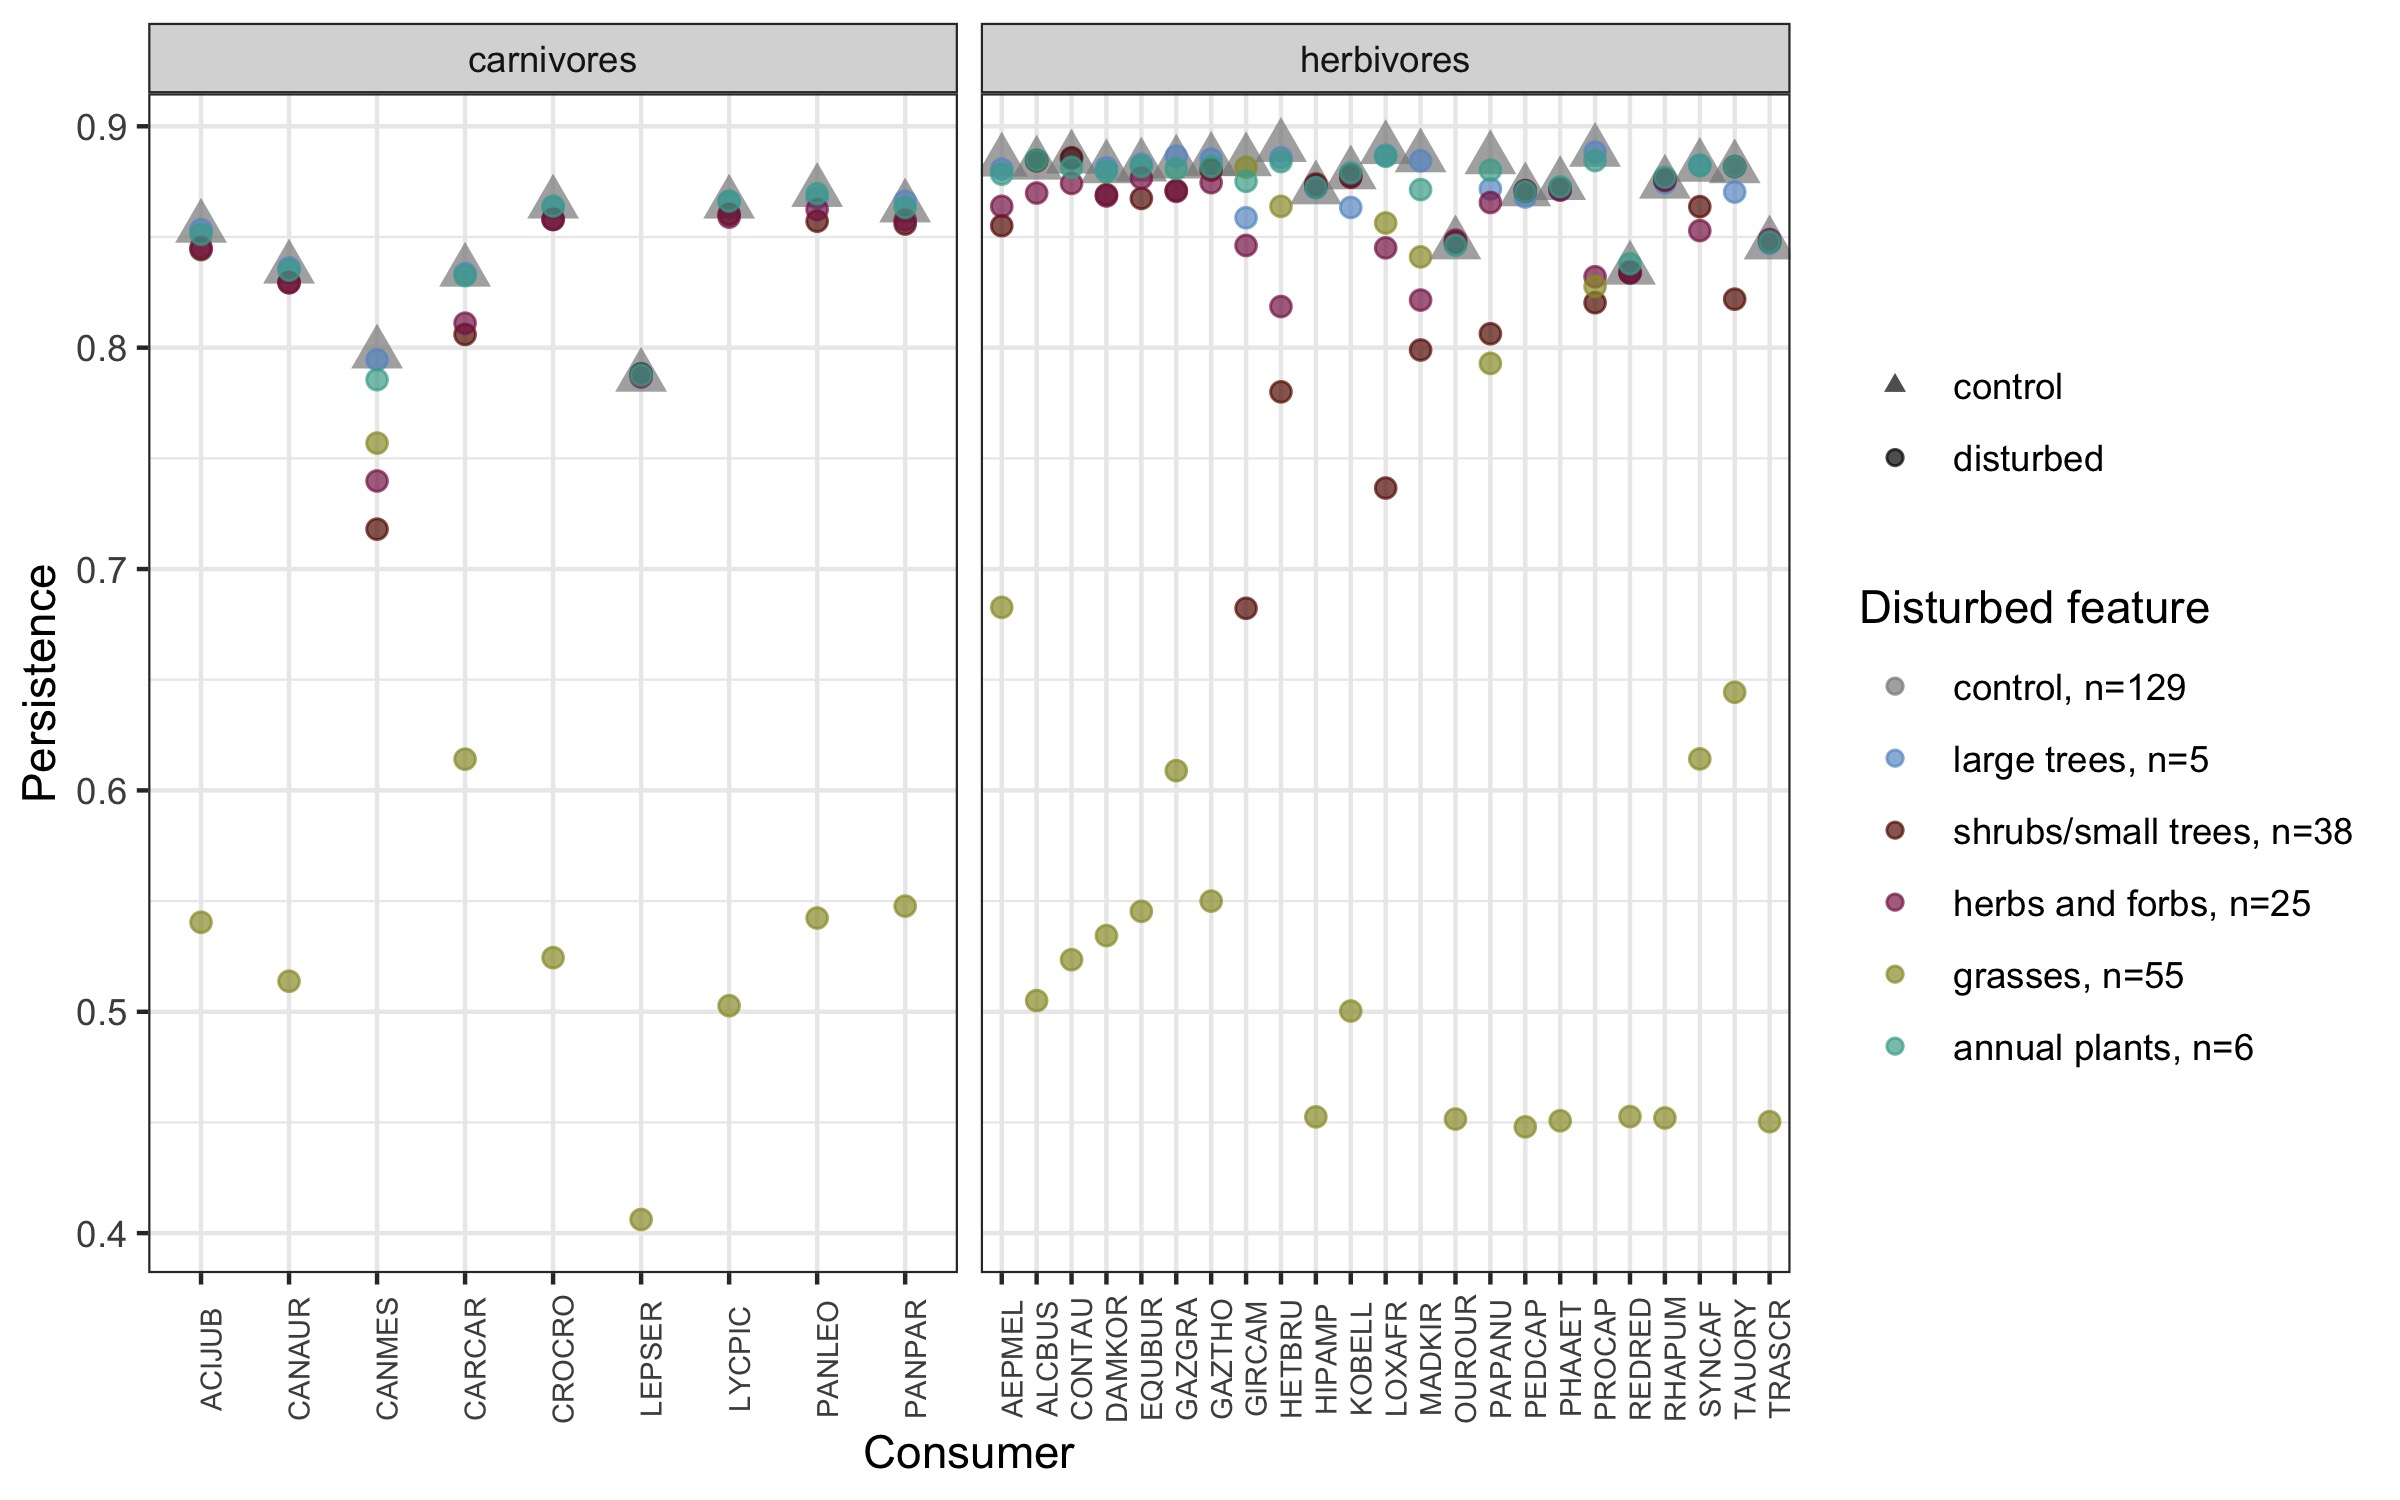 carnivores
herbivores
0.9
0.8
0.7
0.6
0.5
0.4
Persistence
ACIJUB
CANAUR
CANMES
CARCAR
CROCRO
LEPSER
LYCPIC
PANLEO
PANPAR
AEPMEL
ALCBUS
CONTAU
DAMKOR
EQUBUR
GAZGRA
GAZTHO
GIRCAM
HETBRU
HIPAMP
KOBELL
LOXAFR
MADKIR
OUROUR
PAPANU
PEDCAP
PHAAET
PROCAP
REDRED
RHAPUM
SYNCAF
TAUORY
TRASCR
Consumer
control
disturbed
Disturbed feature
control, n=129
large trees, n=5
shrubs/small trees, n=38
herbs and forbs, n=25
grasses, n=55
annual plants, n=6